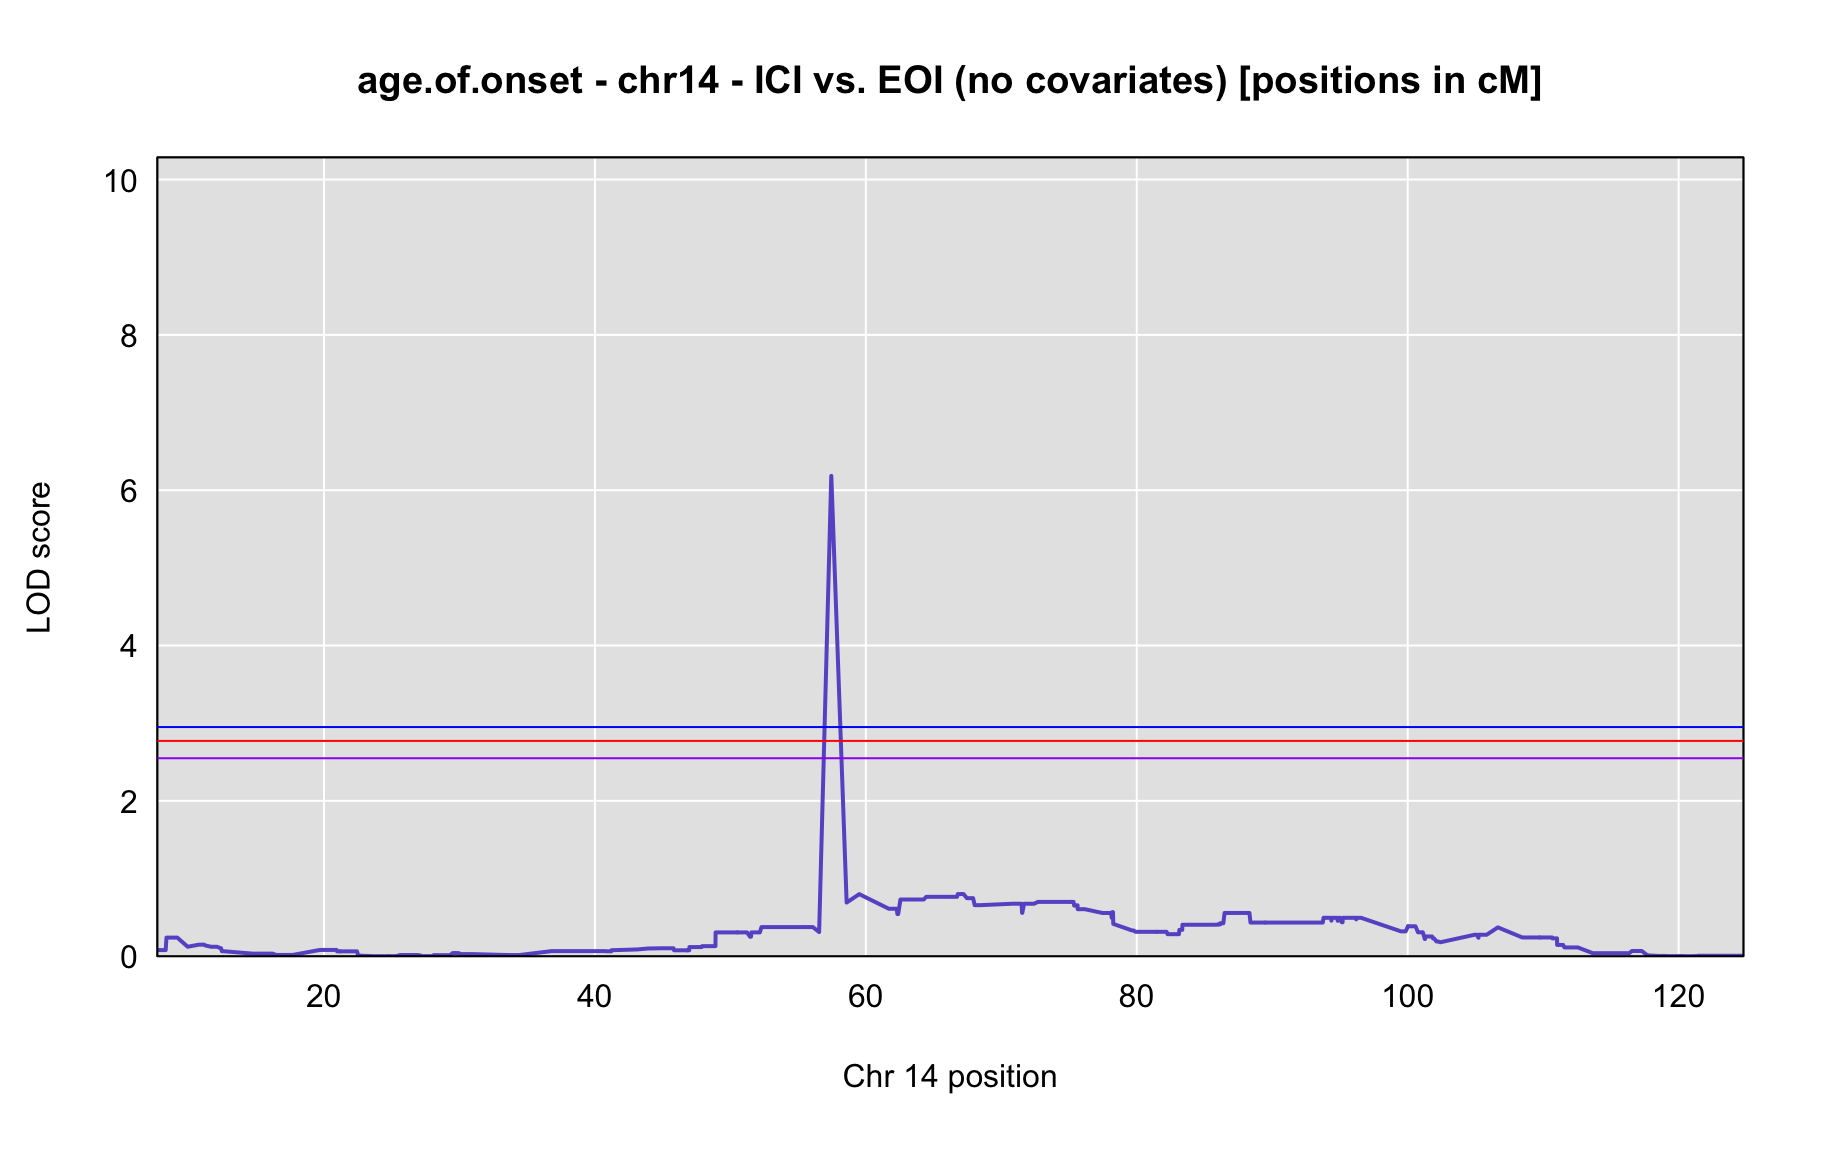 age.of.onset - chr14 - ICI vs. EOI (no covariates) [positions in cM]
10
8
6
4
2
0
LOD score
20 40 60 80 100 120
Chr 14 position